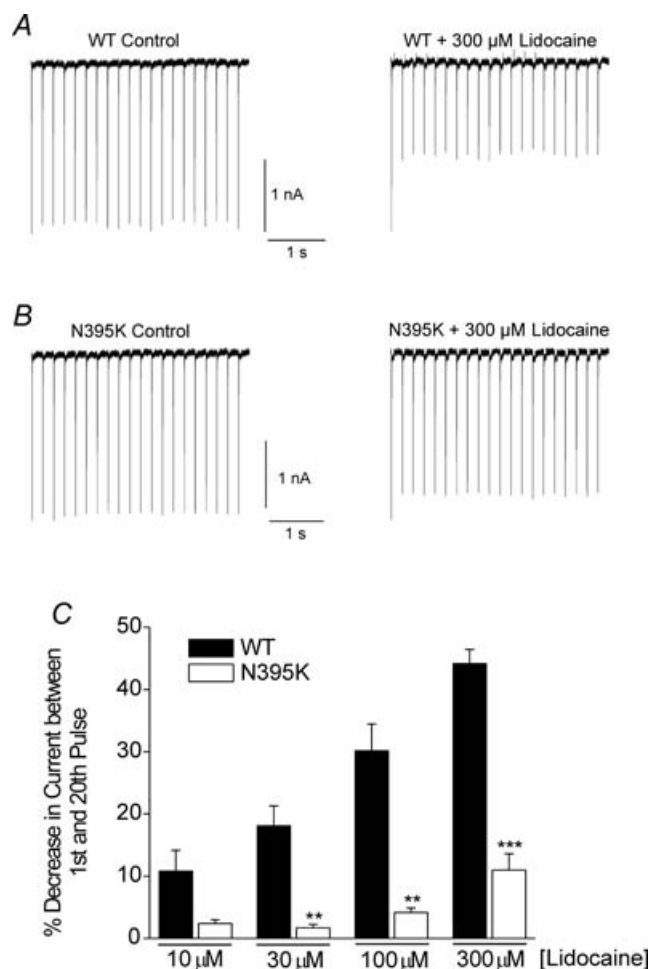 A
WT Control
WT + 300 µM Lidocaine
1 nA
1 s
B
N395K Control
N395K + 300 µM Lidocaine
1 nA
1 s
C
% Decrease in Current between
1st and 20th Pulse
50
40
30
20
10
0
WT
N395K
**
**
***
10 µM
30 µM
100 µM
300 µM
[Lidocaine]